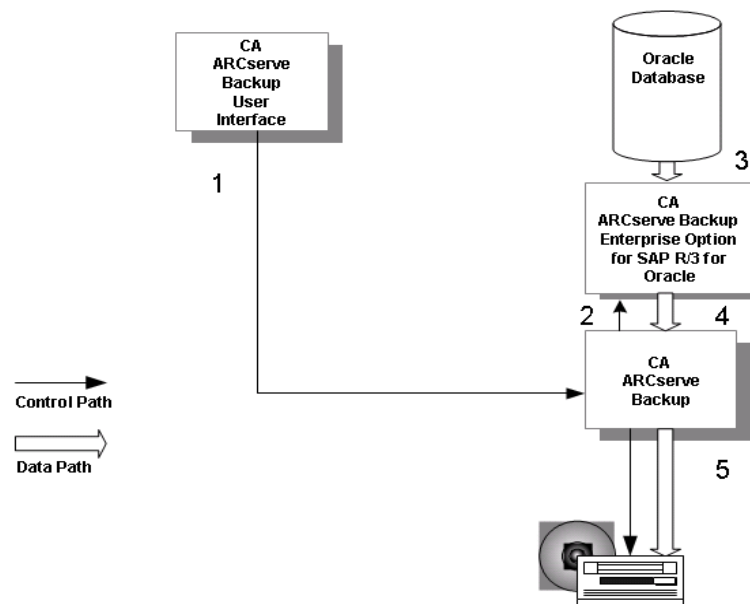 CA
ARCserve
Backup
User
Interface
Oracle
Database
1
3
CA
ARCserve Backup
Enterprise Option
for SAP R/3 for
Oracle
2
4
CA
ARCserve
Backup
Control Path
Data Path
5